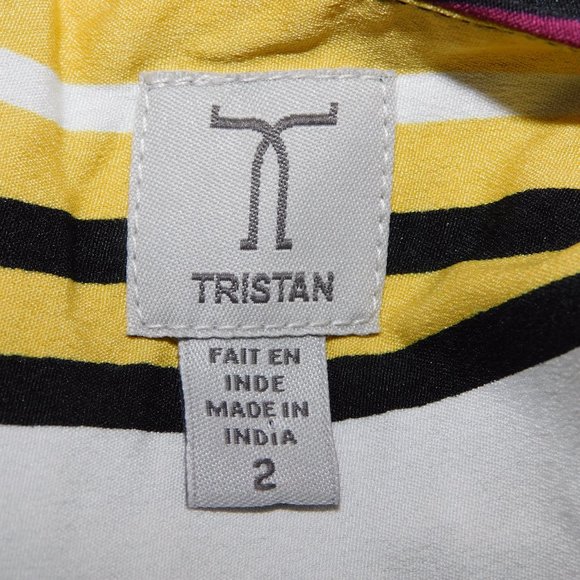 TRISTAN
FAIT EN
INDE
MADE IN
INDIA
2